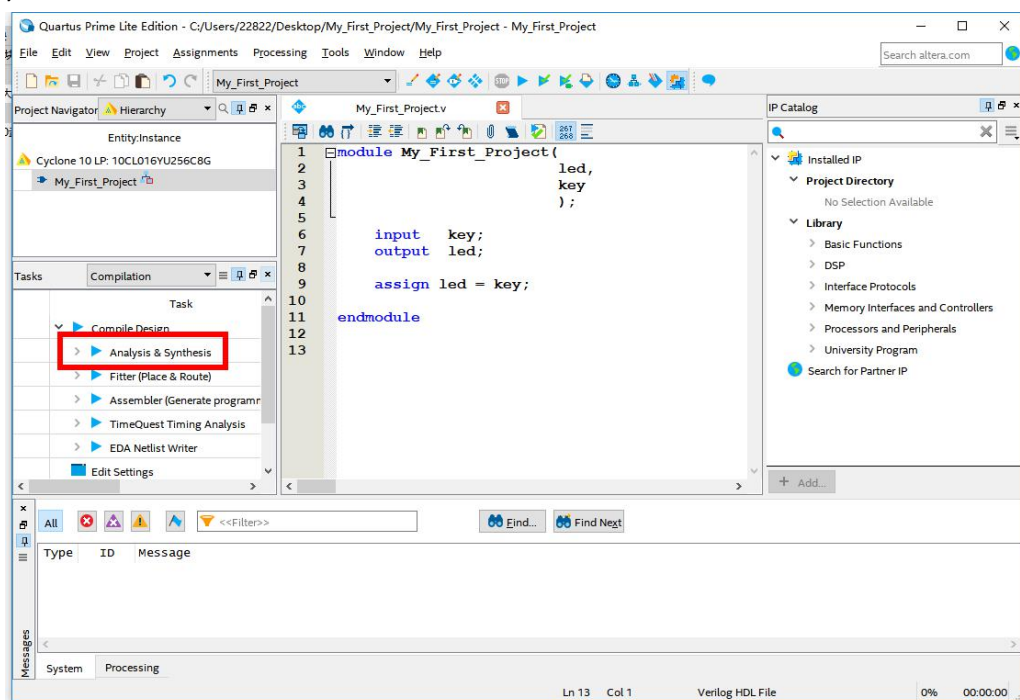 Quartus Prime Lite Edition - C:/Users/22822/Desktop/My_First_Project/My_First_Project - My_First_Project
File Edit View Project Assignments Processing Tools Window Help
Search altera.com
My_First_Project
Project Navigator Hierarchy
Entity:Instance
Cyclone 10 LP: 10CL016YU256C8G
My_First_Project
Tasks Compilation
Task
Compile Design
Analysis & Synthesis
Fitter (Place & Route)
Assembler (Generate programm
TimeQuest Timing Analysis
EDA Netlist Writer
Edit Settings
My_First_Project.v
267
268
1 module My_First_Project(
2 led,
3 key
4 );
5
6 input key;
7 output led;
8
9 assign led = key;
10
11 endmodule
12
13
IP Catalog
Installed IP
Project Directory
No Selection Available
Library
Basic Functions
DSP
Interface Protocols
Memory Interfaces and Controllers
Processors and Peripherals
University Program
Search for Partner IP
+ Add...
All <<Filter>> Find... Find Next
Type ID Message
Messages
System Processing
Ln 13 Col 1 Verilog HDL File 0% 00:00:00